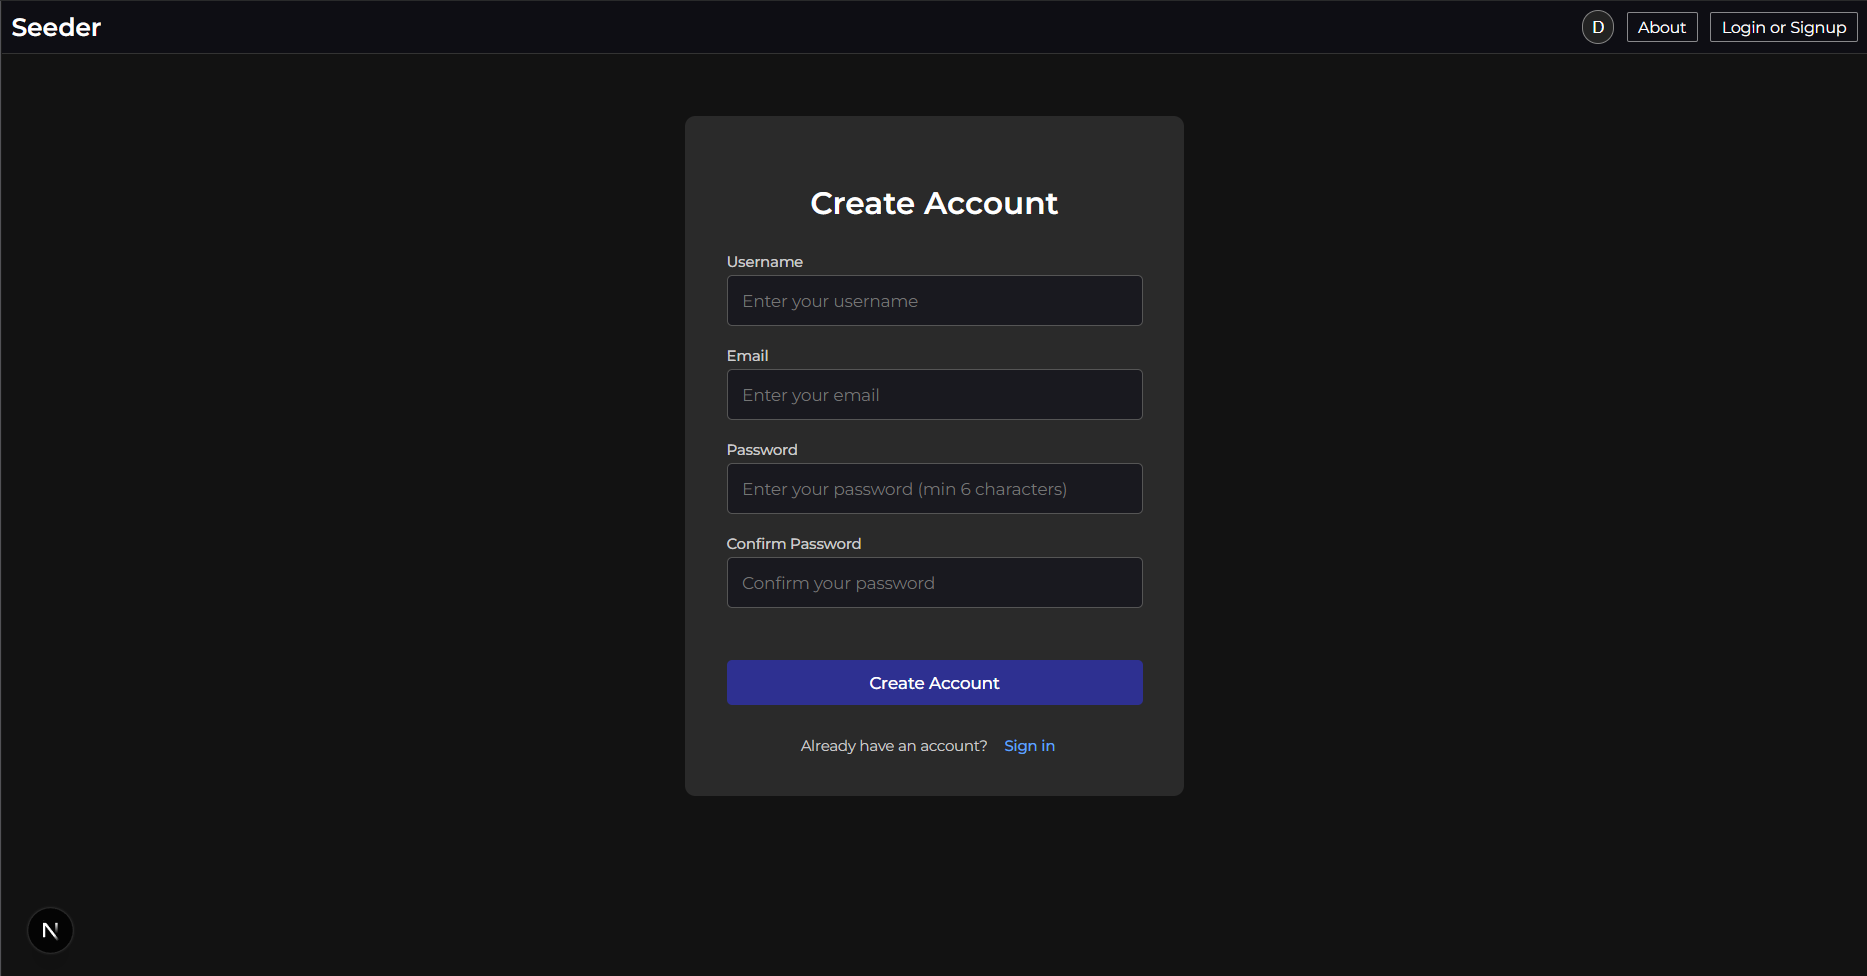 Seeder
D
About
Login or Signup
Create Account
Username
Enter your username
Email
Enter your email
Password
Enter your password (min 6 characters)
Confirm Password
Confirm your password
Create Account
Already have an account? Sign in
N